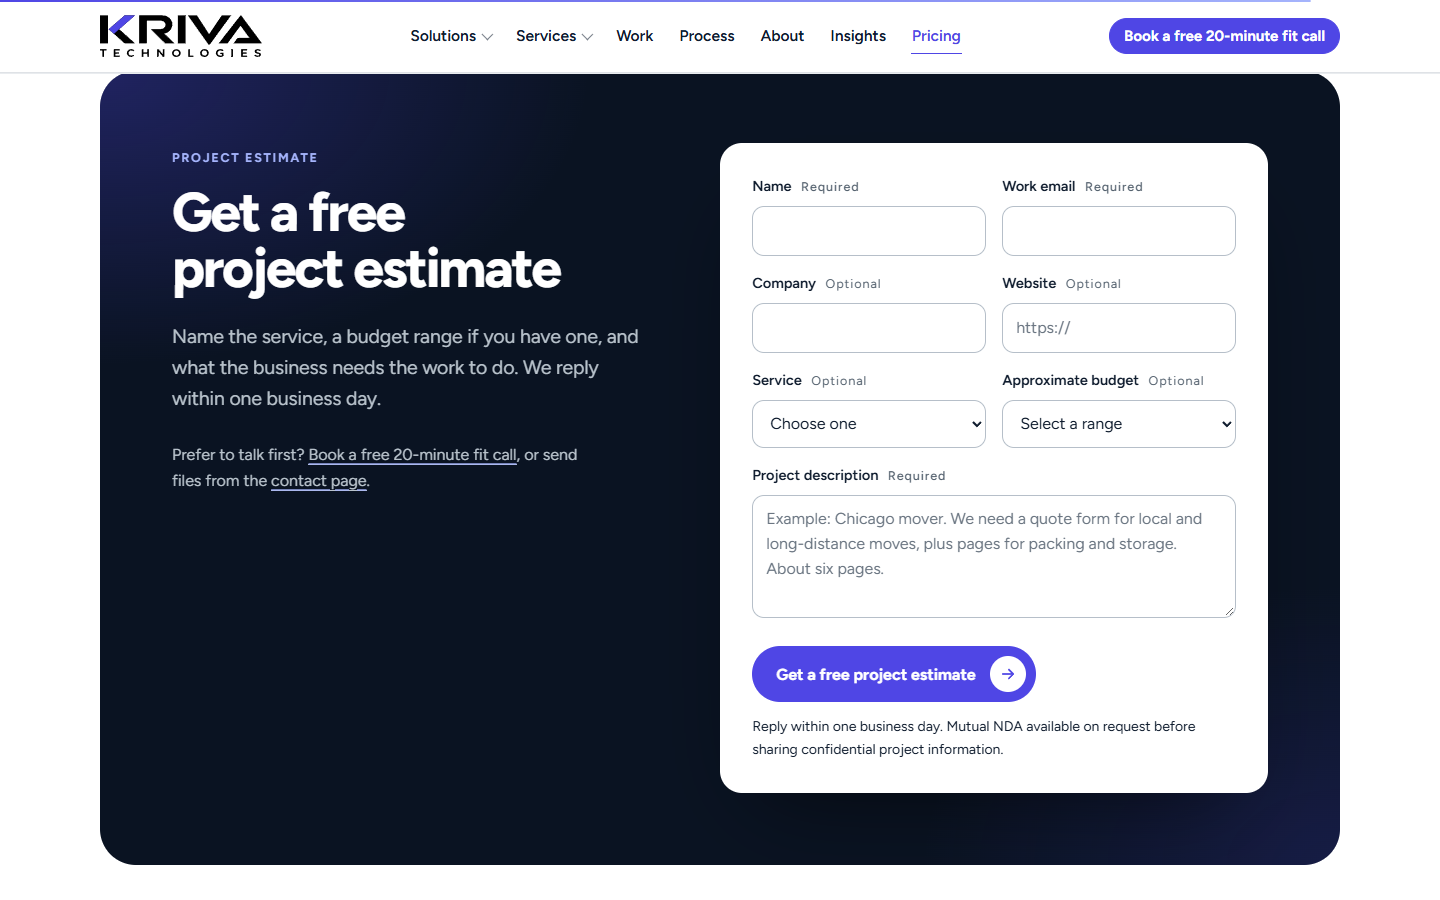 KRIVA
TECHNOLOGIES
Solutions Services Work Process About Insights Pricing
Book a free 20-minute fit call
PROJECT ESTIMATE
Get a free
project estimate
Name the service, a budget range if you have one, and
what the business needs the work to do. We reply
within one business day.
Prefer to talk first? Book a free 20-minute fit call, or send
files from the contact page.
Name Required
Work email Required
Company Optional
Website Optional
https://
Service Optional
Approximate budget Optional
Choose one
Select a range
Project description Required
Example: Chicago mover. We need a quote form for local and
long-distance moves, plus pages for packing and storage.
About six pages.
Get a free project estimate
Reply within one business day. Mutual NDA available on request before
sharing confidential project information.